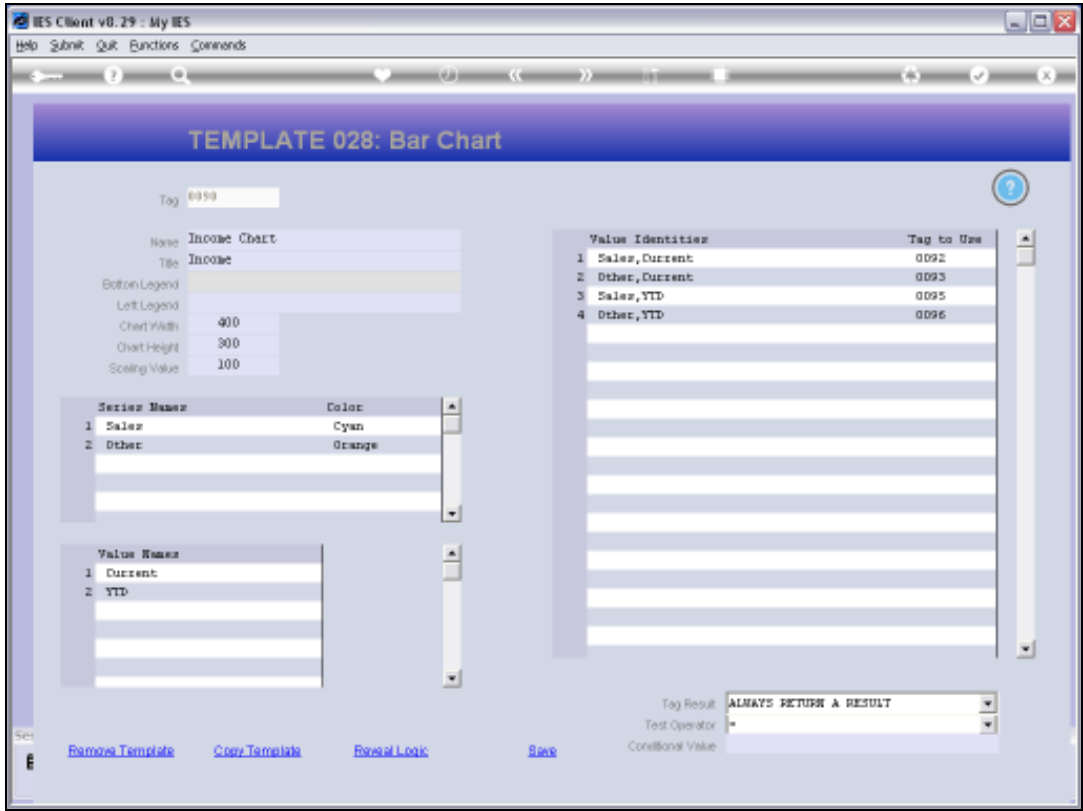 IES Client v8.29 : My IES
Help Submit Quit Functions Commands
TEMPLATE 028: Bar Chart
Tag 0090
Name Income Chart
Title Income
Bottom Legend
Left Legend
Chart Width 400
Chart Height 300
Scaling Value 100
Series Names Color
1 Sales Cyan
2 Other Orange
Value Names
1 Current
2 YTD
Value Identities Tag to Use
1 Sales,Current 0092
2 Other,Current 0093
3 Sales,YTD 0095
4 Other,YTD 0096
Tag Result ALWAYS RETURN A RESULT
Test Operator =
Conditional Value
Remove Template Copy Template Reveal Logic Save